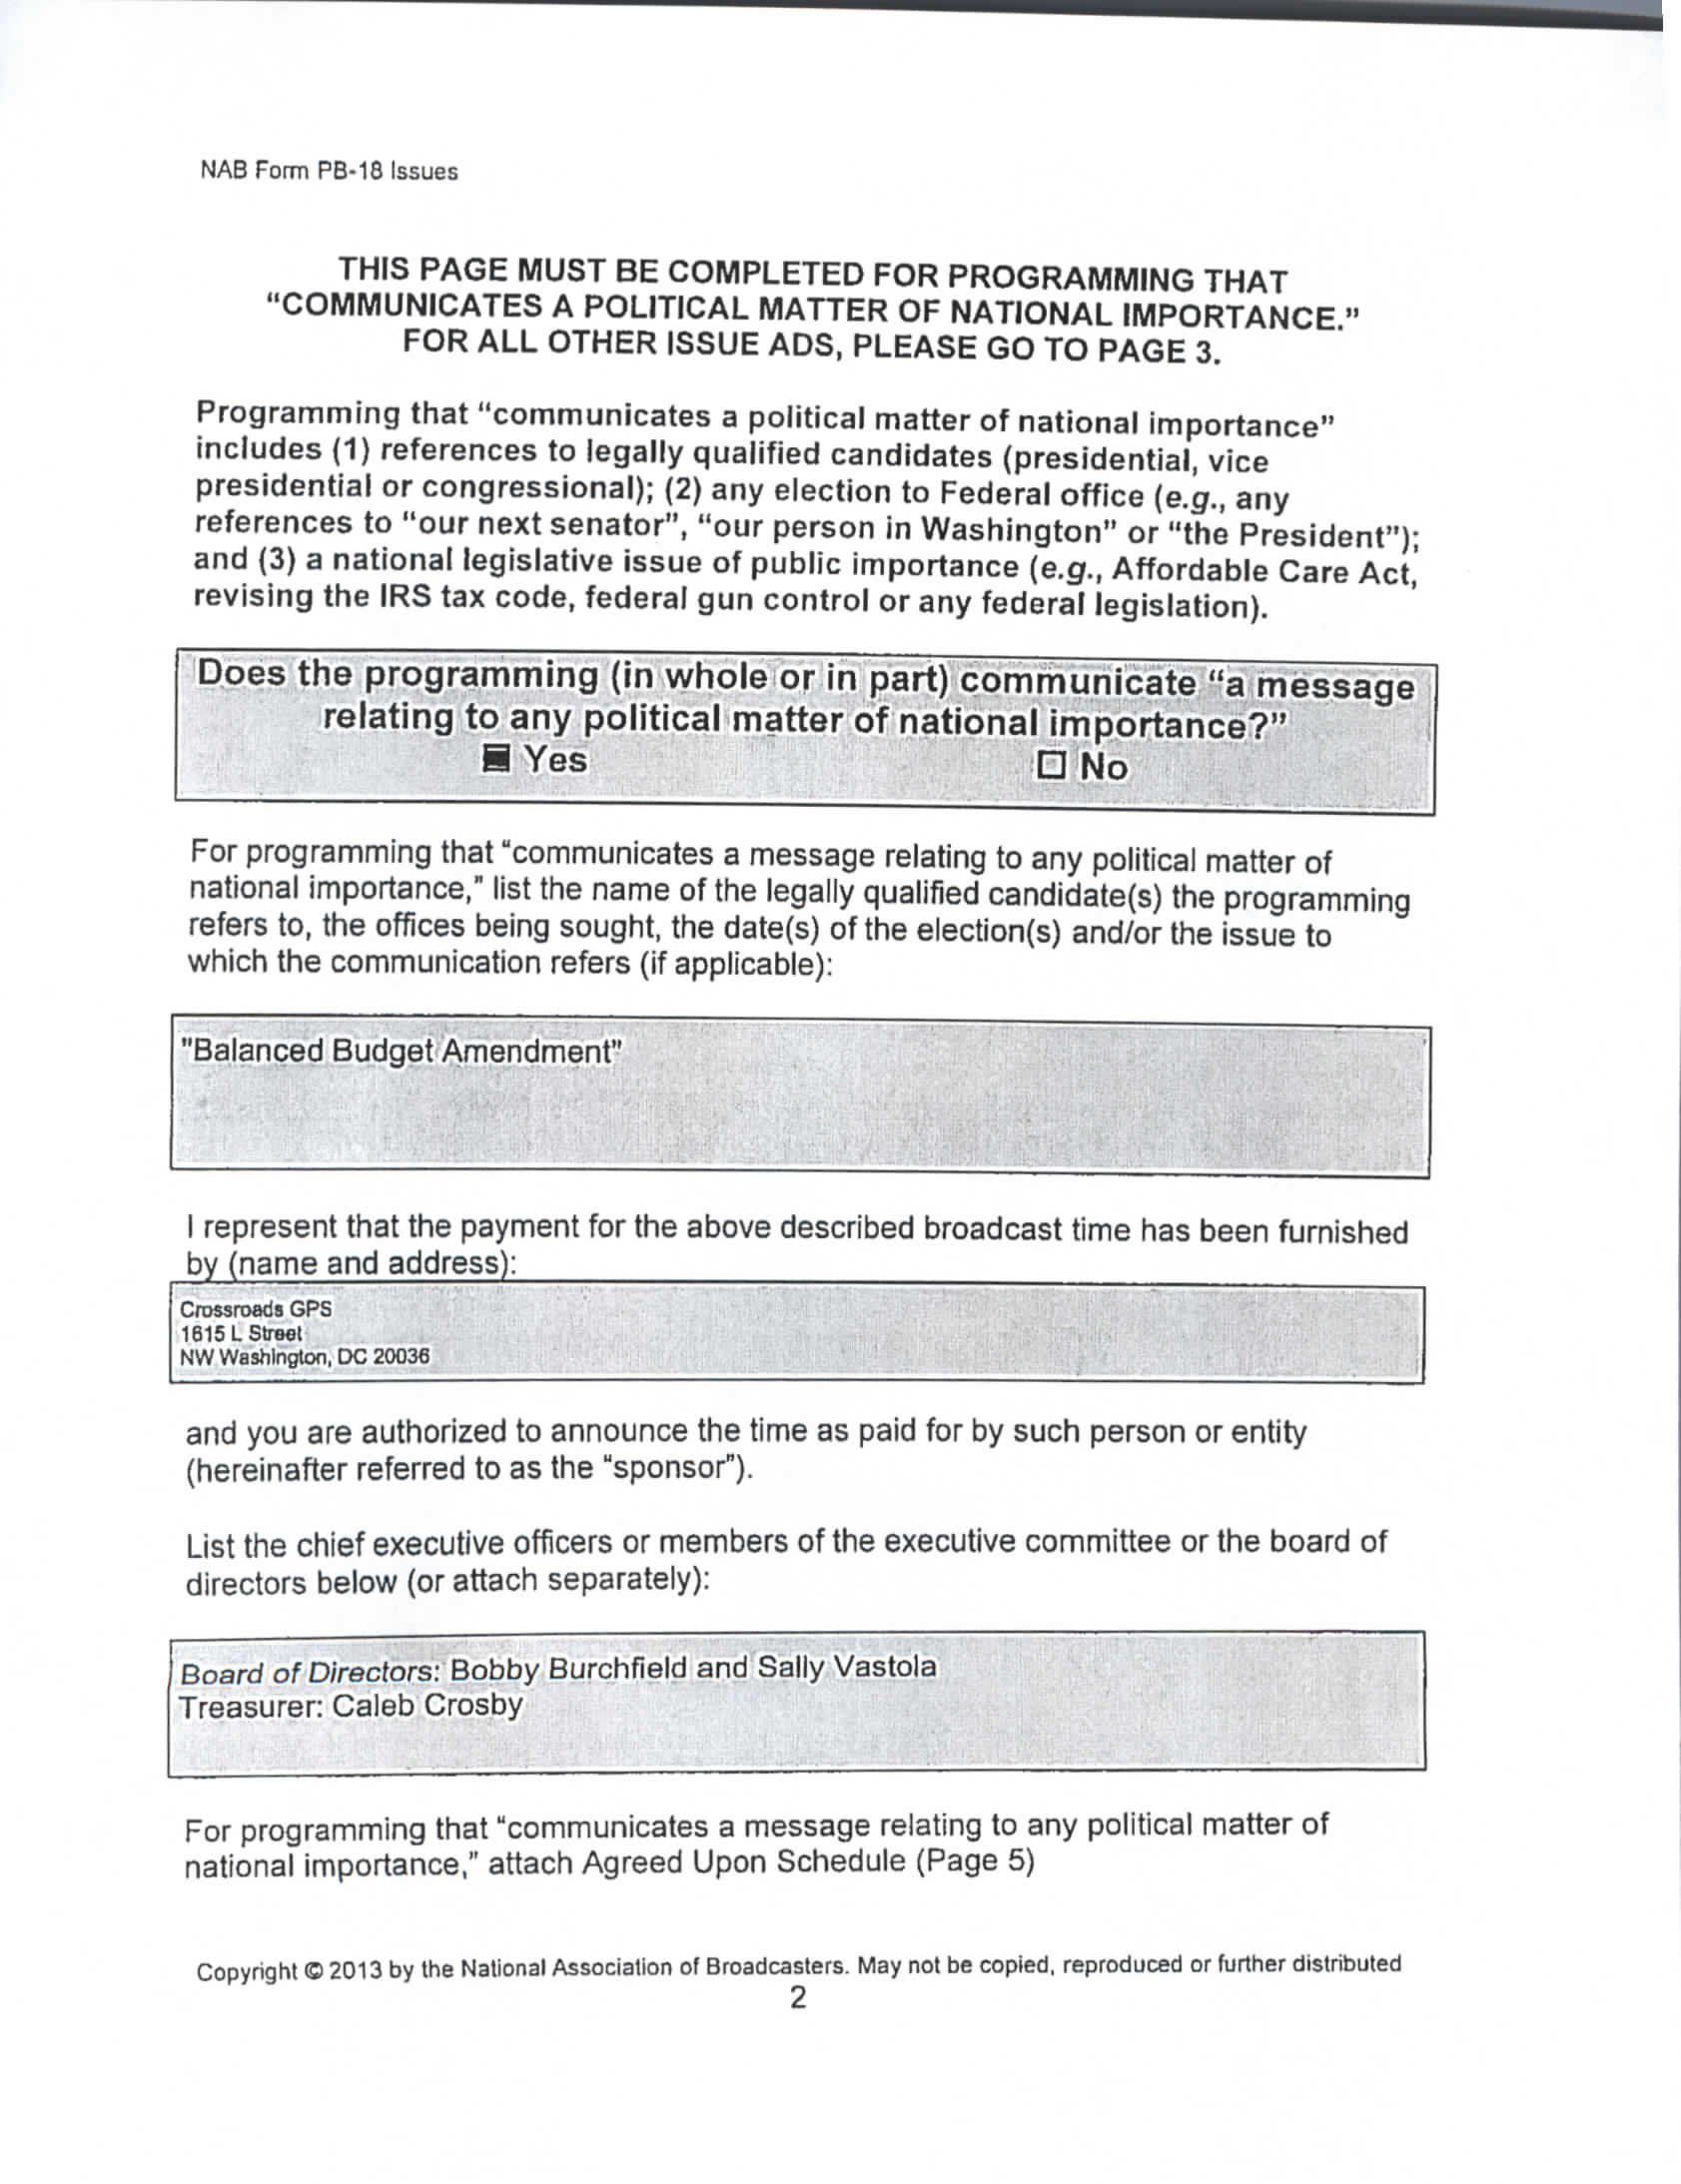 NAB Form PB-18 Issues
THIS PAGE MUST BE COMPLETED FOR PROGRAMMING THAT
“COMMUNICATES A POLITICAL MATTER OF NATIONAL IMPORTANCE.”
FOR ALL OTHER ISSUE ADS, PLEASE GO TO PAGE 3.
Programming that “communicates a political matter of national importance”
includes (1) references to legally qualified candidates (presidential, vice
presidential or congressional); (2) any election to Federal office (e.g., any
references to “our next senator”, “our person in Washington” or “the President”);
and (3) a national legislative issue of public importance (e.g., Affordable Care Act,
revising the IRS tax code, federal gun control or any federal legislation).
Does the programming (in whole or in part) communicate “a message
relating to any political matter of national importance?”
Yes No
For programming that “communicates a message relating to any political matter of
national importance,” list the name of the legally qualified candidate(s) the programming
refers to, the offices being sought, the date(s) of the election(s) and/or the issue to
which the communication refers (if applicable):
"Balanced Budget Amendment"
I represent that the payment for the above described broadcast time has been furnished
by (name and address):
Crossroads GPS
1615 L Street
NW Washington, DC 20036
and you are authorized to announce the time as paid for by such person or entity
(hereinafter referred to as the “sponsor”).
List the chief executive officers or members of the executive committee or the board of
directors below (or attach separately):
Board of Directors: Bobby Burchfield and Sally Vastola
Treasurer: Caleb Crosby
For programming that “communicates a message relating to any political matter of
national importance,” attach Agreed Upon Schedule (Page 5)
Copyright © 2013 by the National Association of Broadcasters. May not be copied, reproduced or further distributed
2